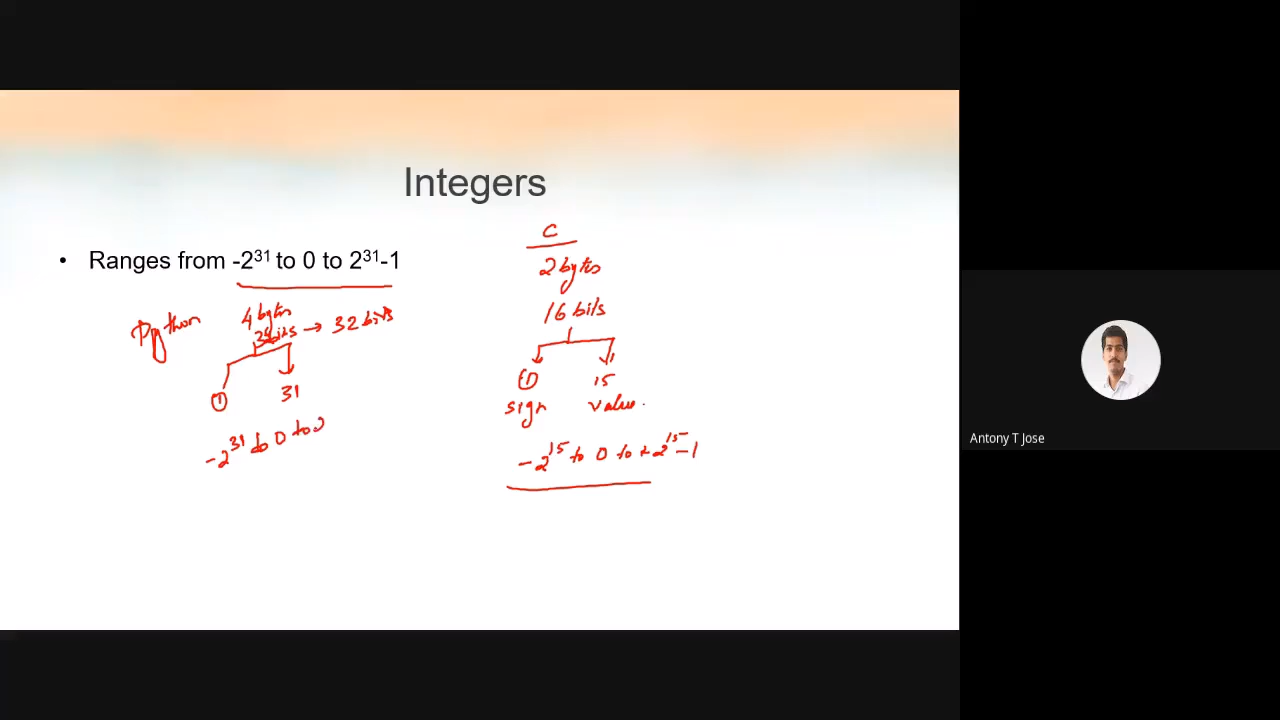 Integers
• Ranges from -2³¹ to 0 to 2³¹-1
Python
4 bytes
bits → 32 bits
① 31
-2³¹ to 0 to
C
2 bytes
16 bits
① 15
sign value
-2¹⁵ to 0 to +2¹⁵-1
Antony T Jose